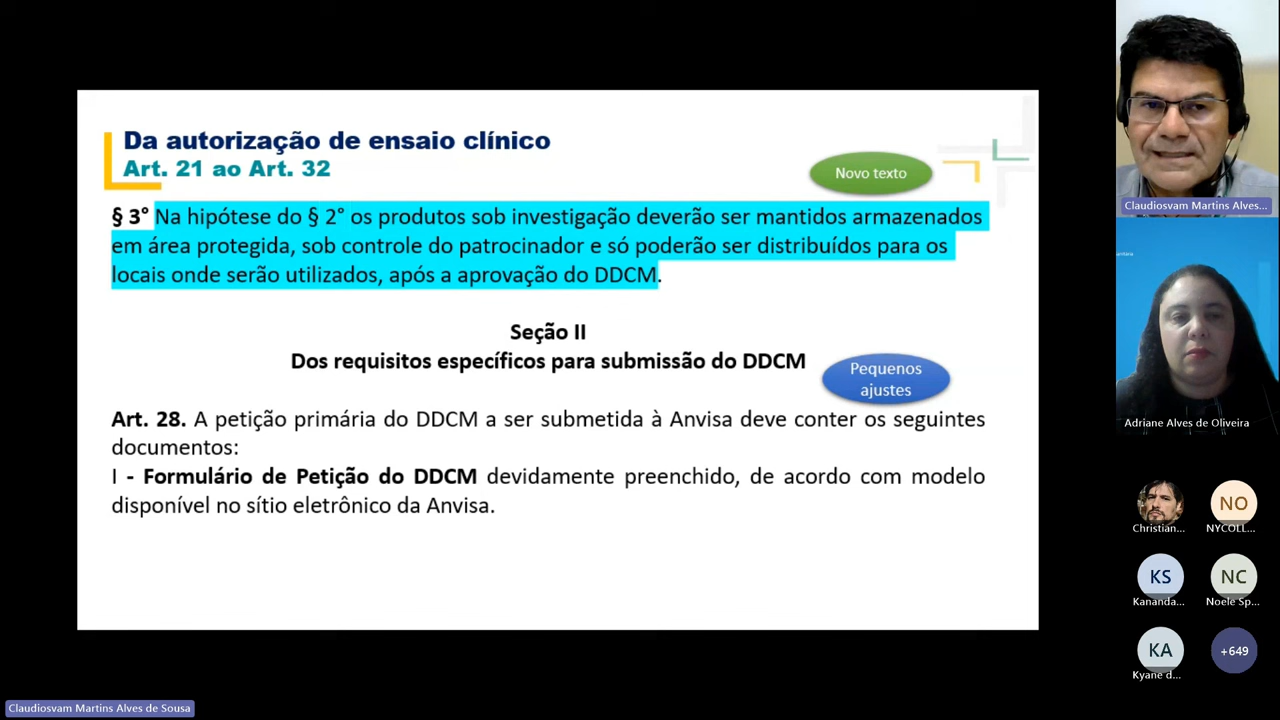 Da autorização de ensaio clínico
Art. 21 ao Art. 32
Novo texto
§ 3° Na hipótese do § 2° os produtos sob investigação deverão ser mantidos armazenados
em área protegida, sob controle do patrocinador e só poderão ser distribuídos para os
locais onde serão utilizados, após a aprovação do DDCM.
Seção II
Dos requisitos específicos para submissão do DDCM
Pequenos
ajustes
Art. 28. A petição primária do DDCM a ser submetida à Anvisa deve conter os seguintes
documentos:
I - Formulário de Petição do DDCM devidamente preenchido, de acordo com modelo
disponível no sítio eletrônico da Anvisa.
Claudiosvam Martins Alves...
Adriane Alves de Oliveira
Christian...
NO
NYCOLL...
KS
Kananda...
NC
Noele Sp...
KA
Kyane d...
+649
Claudiosvam Martins Alves de Sousa